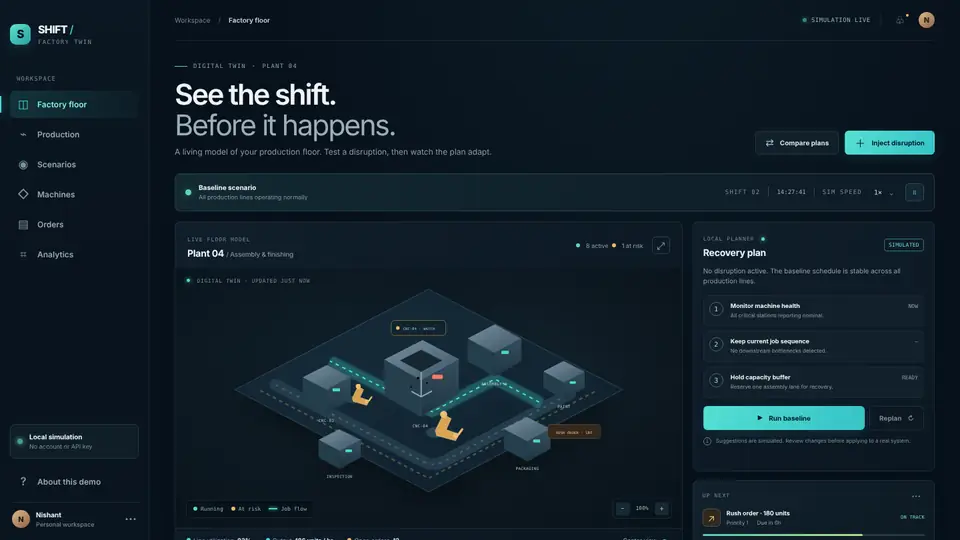 S
SHIFT /
FACTORY TWIN
WORKSPACE
Factory floor
Production
Scenarios
Machines
Orders
Analytics
Local simulation
No account or API key
? About this demo
N
Nishant
Personal workspace
Workspace / Factory floor
SIMULATION LIVE
N
DIGITAL TWIN · PLANT 04
See the shift.
Before it happens.
A living model of your production floor. Test a disruption, then watch the plan adapt.
Compare plans
Inject disruption
Baseline scenario
All production lines operating normally
SHIFT 02
14:27:41
SIM SPEED
1×
LIVE FLOOR MODEL
Plant 04 / Assembly & finishing
8 active
1 at risk
DIGITAL TWIN · UPDATED JUST NOW
CNC-04
PAINT
PACKAGING
INSPECTION
Running
At risk
Job flow
−
100%
+
LOCAL PLANNER
Recovery plan
SIMULATED
No disruption active. The baseline schedule is stable across all
production lines.
1
Monitor machine health
All critical stations reporting nominal.
NOW
2
Keep current job sequence
No downstream bottlenecks detected.
–
3
Hold capacity buffer
Reserve one assembly lane for recovery.
READY
Run baseline
Replan
Suggestions are simulated. Review changes before applying to a real system.
UP NEXT
Rush order · 180 units
Priority 1 · Due in 6h
ON TRACK